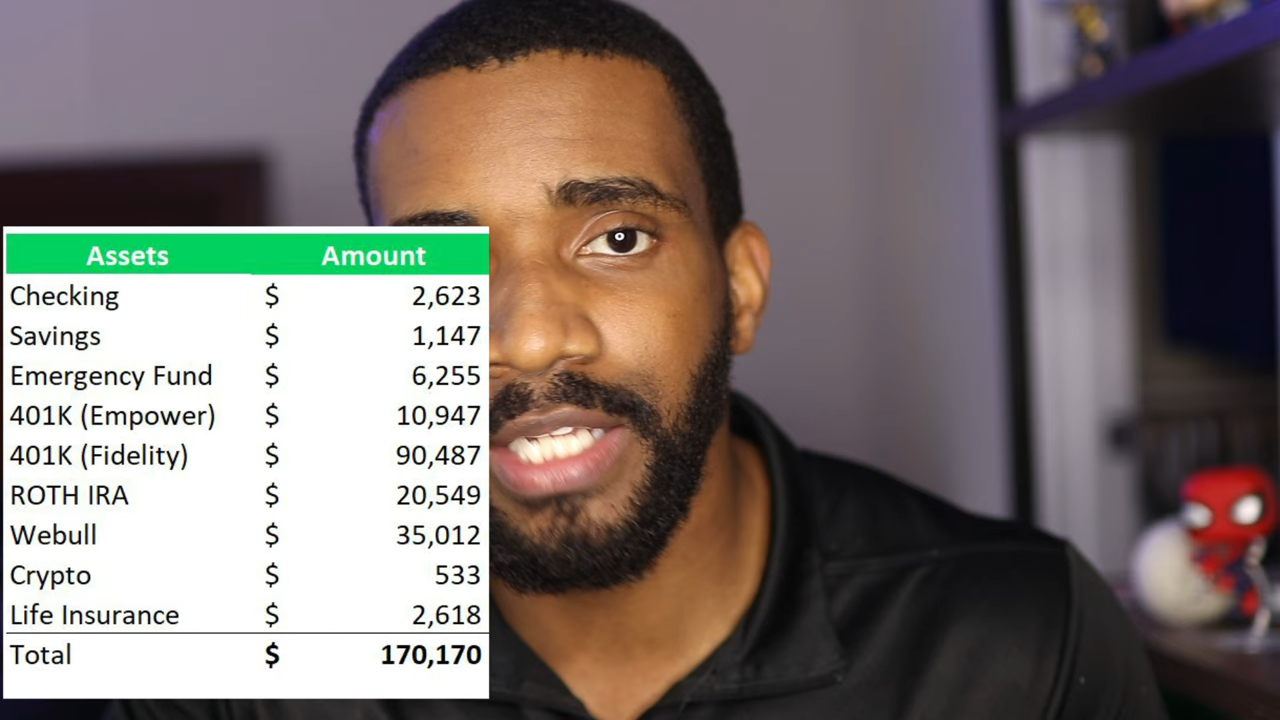 Assets Amount
Checking $ 2,623
Savings $ 1,147
Emergency Fund $ 6,255
401K (Empower) $ 10,947
401K (Fidelity) $ 90,487
ROTH IRA $ 20,549
Webull $ 35,012
Crypto $ 533
Life Insurance $ 2,618
Total $ 170,170